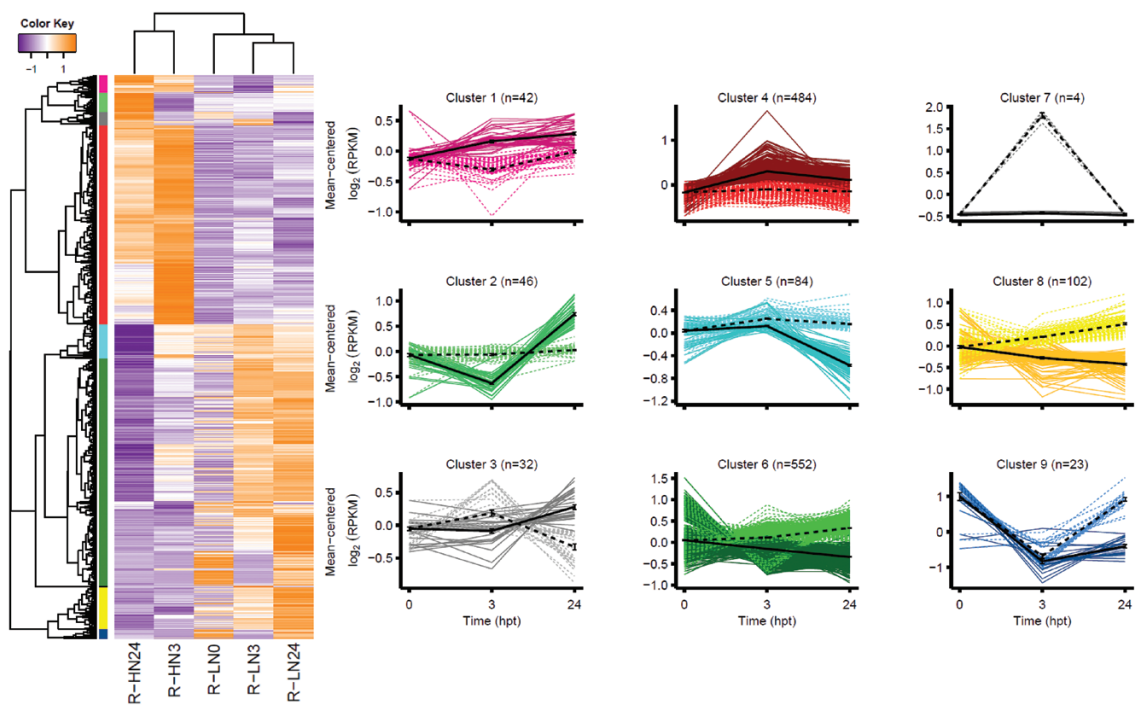 Color Key
−1 1
R-HN24
R-HN3
R-LN0
R-LN3
R-LN24
Cluster 1 (n=42)
Mean-centered
log2 (RPKM)
0.5
0.0
−0.5
−1.0
Cluster 4 (n=484)
1
0
Cluster 7 (n=4)
2.0
1.5
1.0
0.5
0.0
−0.5
Cluster 2 (n=46)
Mean-centered
log2 (RPKM)
1.0
0.5
0.0
−0.5
−1.0
Cluster 5 (n=84)
0.4
0.0
−0.4
−0.8
−1.2
Cluster 8 (n=102)
1.0
0.5
0.0
−0.5
−1.0
Cluster 3 (n=32)
Mean-centered
log2 (RPKM)
0.5
0.0
−0.5
0 3 24
Time (hpt)
Cluster 6 (n=552)
1.5
1.0
0.5
0.0
−0.5
−1.0
0 3 24
Time (hpt)
Cluster 9 (n=23)
1
0
−1
0 3 24
Time (hpt)